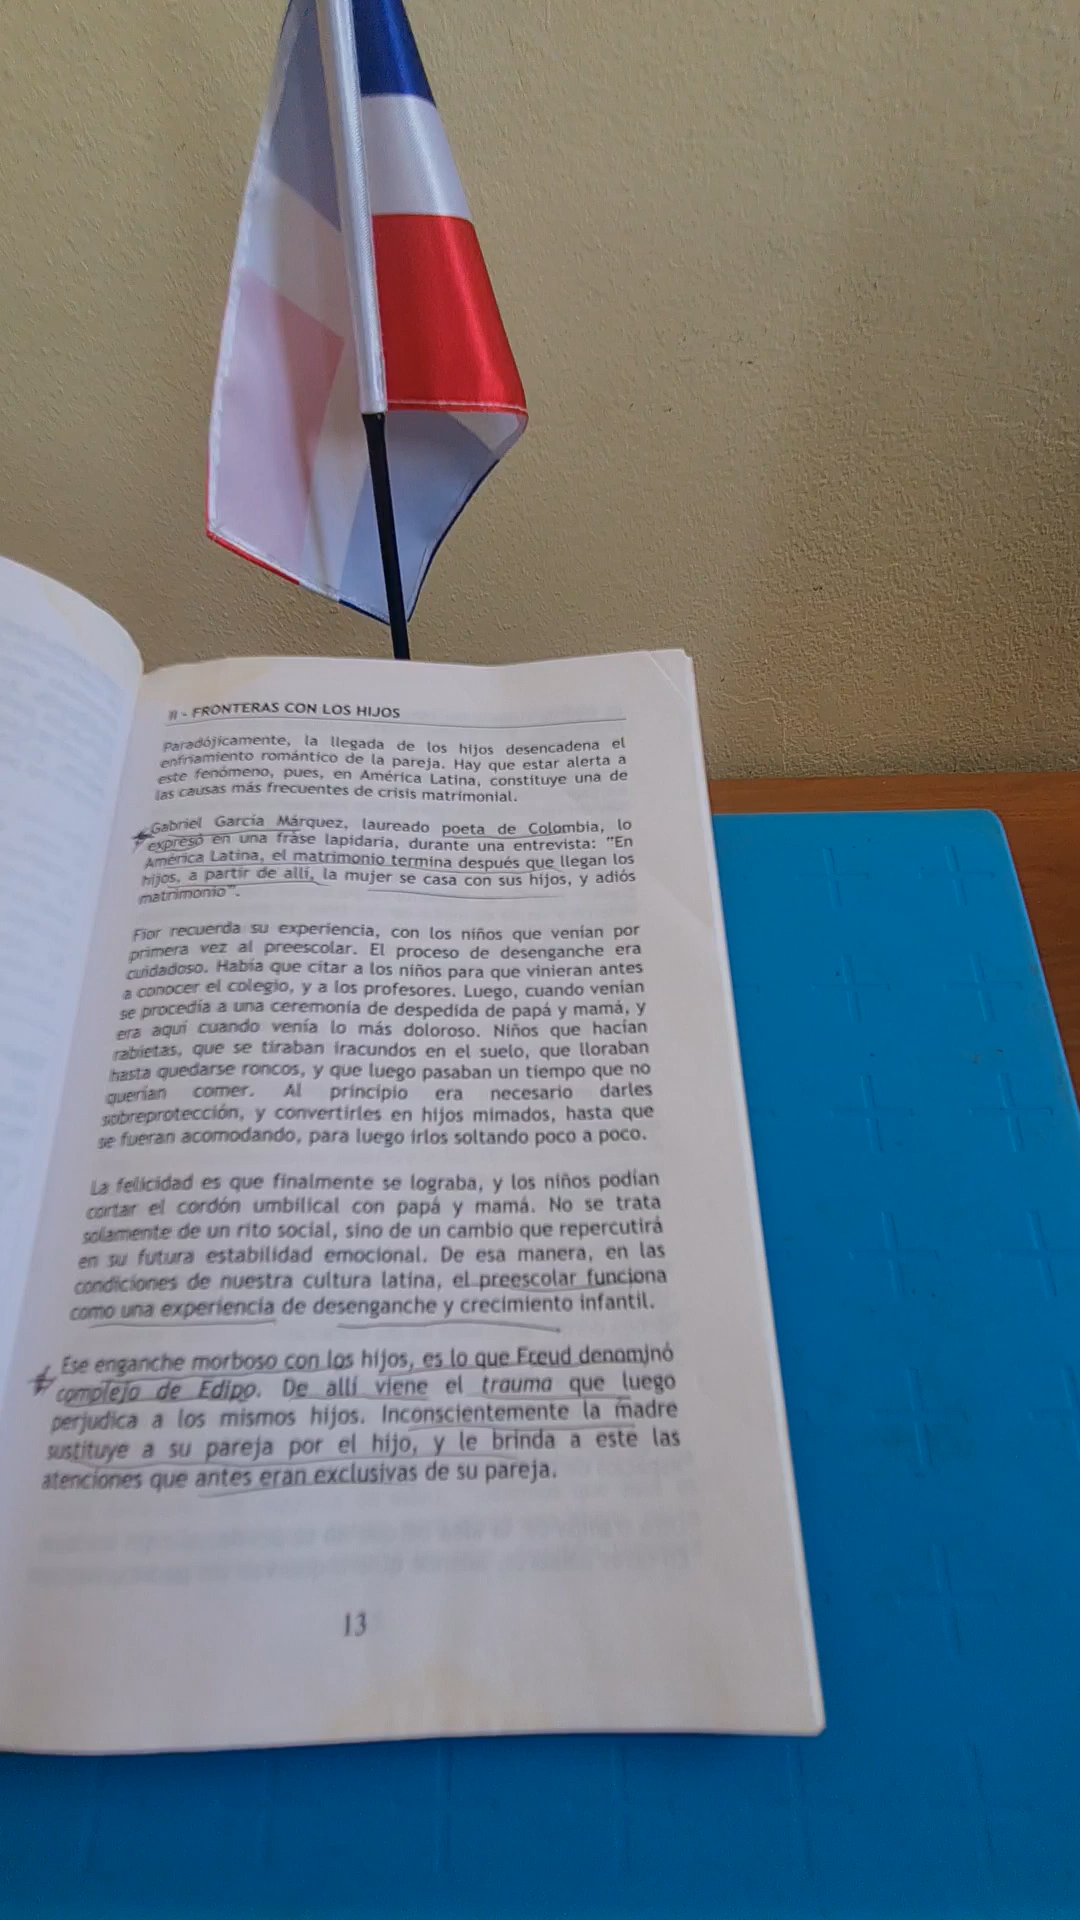 II - FRONTERAS CON LOS HIJOS
Paradójicamente, la llegada de los hijos desencadena el
enfriamiento romántico de la pareja. Hay que estar alerta a
este fenómeno, pues, en América Latina, constituye una de
las causas más frecuentes de crisis matrimonial.
Gabriel García Márquez, laureado poeta de Colombia, lo
expresó en una frase lapidaria, durante una entrevista: "En
América Latina, el matrimonio termina después que llegan los
hijos, a partir de allí, la mujer se casa con sus hijos, y adiós
matrimonio".
Fior recuerda su experiencia, con los niños que venían por
primera vez al preescolar. El proceso de desenganche era
cuidadoso. Había que citar a los niños para que vinieran antes
a conocer el colegio, y a los profesores. Luego, cuando venían
se procedía a una ceremonia de despedida de papá y mamá, y
era aquí cuando venía lo más doloroso. Niños que hacían
rabietas, que se tiraban iracundos en el suelo, que lloraban
hasta quedarse roncos, y que luego pasaban un tiempo que no
querían comer. Al principio era necesario darles
sobreprotección, y convertirles en hijos mimados, hasta que
se fueran acomodando, para luego irlos soltando poco a poco.
La felicidad es que finalmente se lograba, y los niños podían
cortar el cordón umbilical con papá y mamá. No se trata
solamente de un rito social, sino de un cambio que repercutirá
en su futura estabilidad emocional. De esa manera, en las
condiciones de nuestra cultura latina, el preescolar funciona
como una experiencia de desenganche y crecimiento infantil.
Ese enganche morboso con los hijos, es lo que Freud denominó
complejo de Edipo. De allí viene el trauma que luego
perjudica a los mismos hijos. Inconscientemente la madre
sustituye a su pareja por el hijo, y le brinda a este las
atenciones que antes eran exclusivas de su pareja.
13